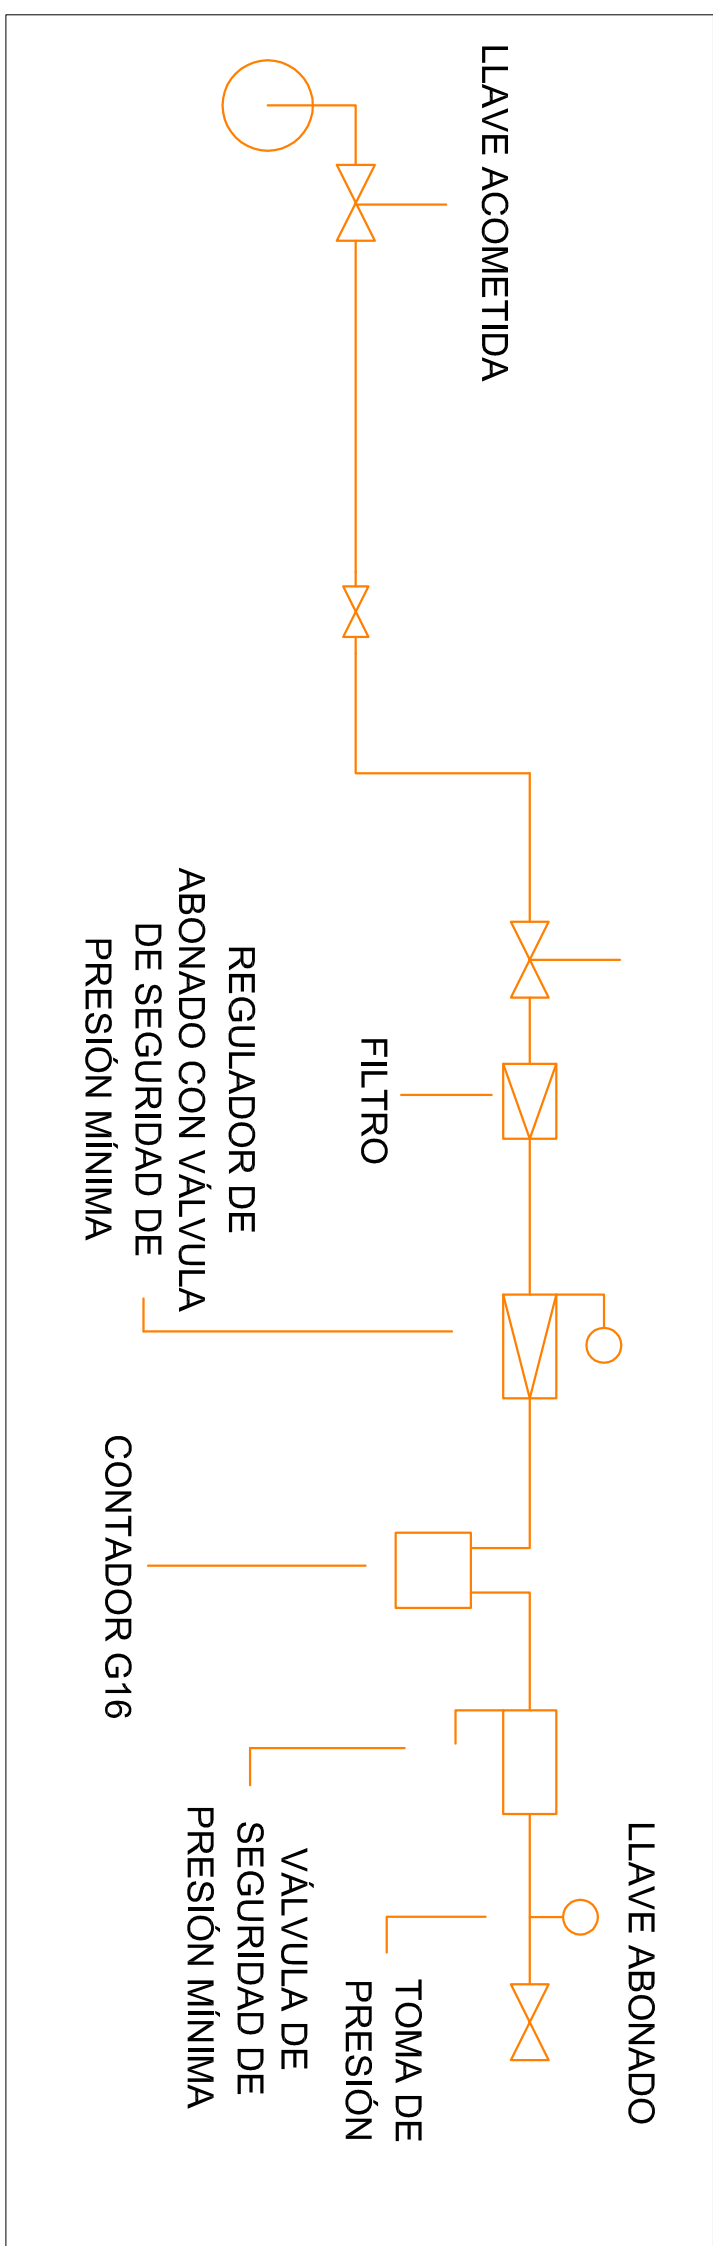 LLAVE ACOMETIDA
FILTRO
REGULADOR DE
ABONADO CON VÁLVULA
DE SEGURIDAD DE
PRESIÓN MÍNIMA
CONTADOR G16
VÁLVULA DE
SEGURIDAD DE
PRESIÓN MÍNIMA
TOMA DE
PRESIÓN
LLAVE ABONADO